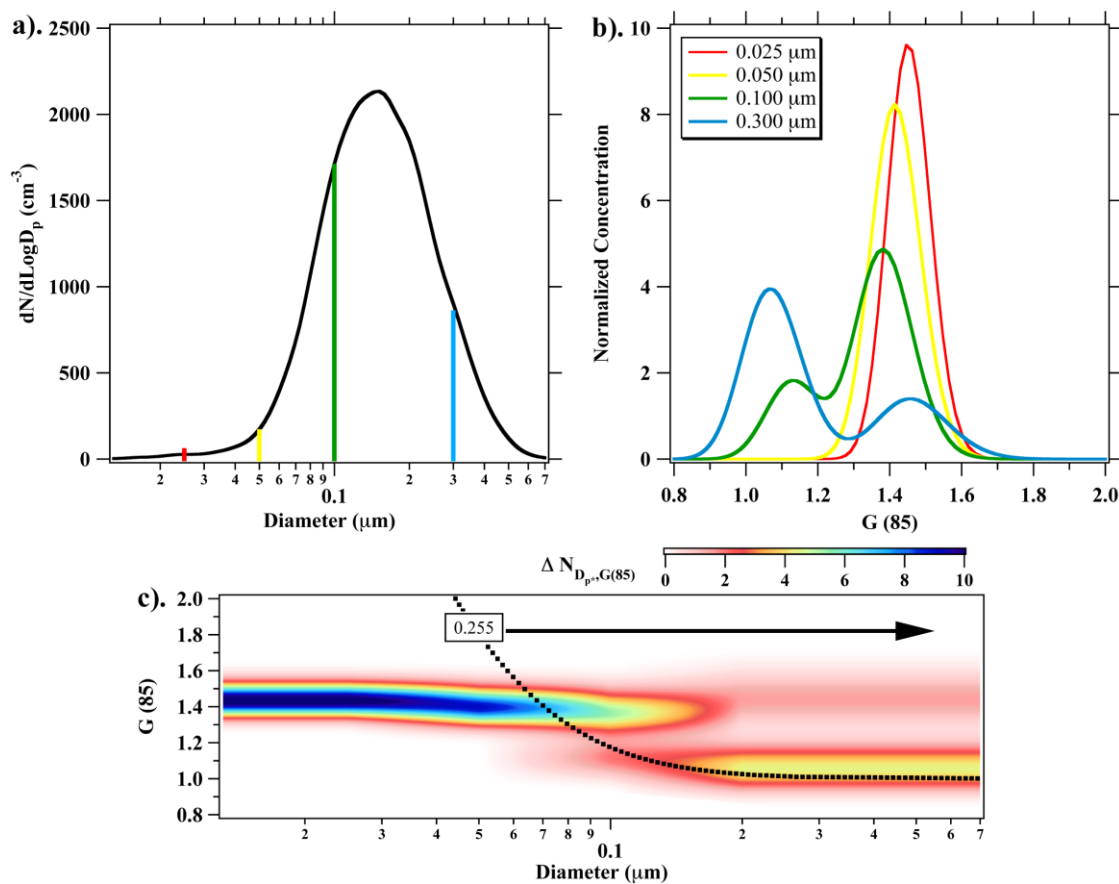 a).
2500
2000
1500
1000
500
0
dN/dLogDp (cm-3)
2 3 4 5 6 7 8 9 0.1 2 3 4 5 6 7
Diameter (μm)
b).
0.025 μm
0.050 μm
0.100 μm
0.300 μm
10
8
6
4
2
0
Normalized Concentration
0.8 1.0 1.2 1.4 1.6 1.8 2.0
G (85)
Δ N Dp*,G(85)
0 2 4 6 8 10
c).
2.0
1.8
1.6
1.4
1.2
1.0
0.8
G (85)
0.255
2 3 4 5 6 7 8 9 0.1 2 3 4 5 6 7
Diameter (μm)